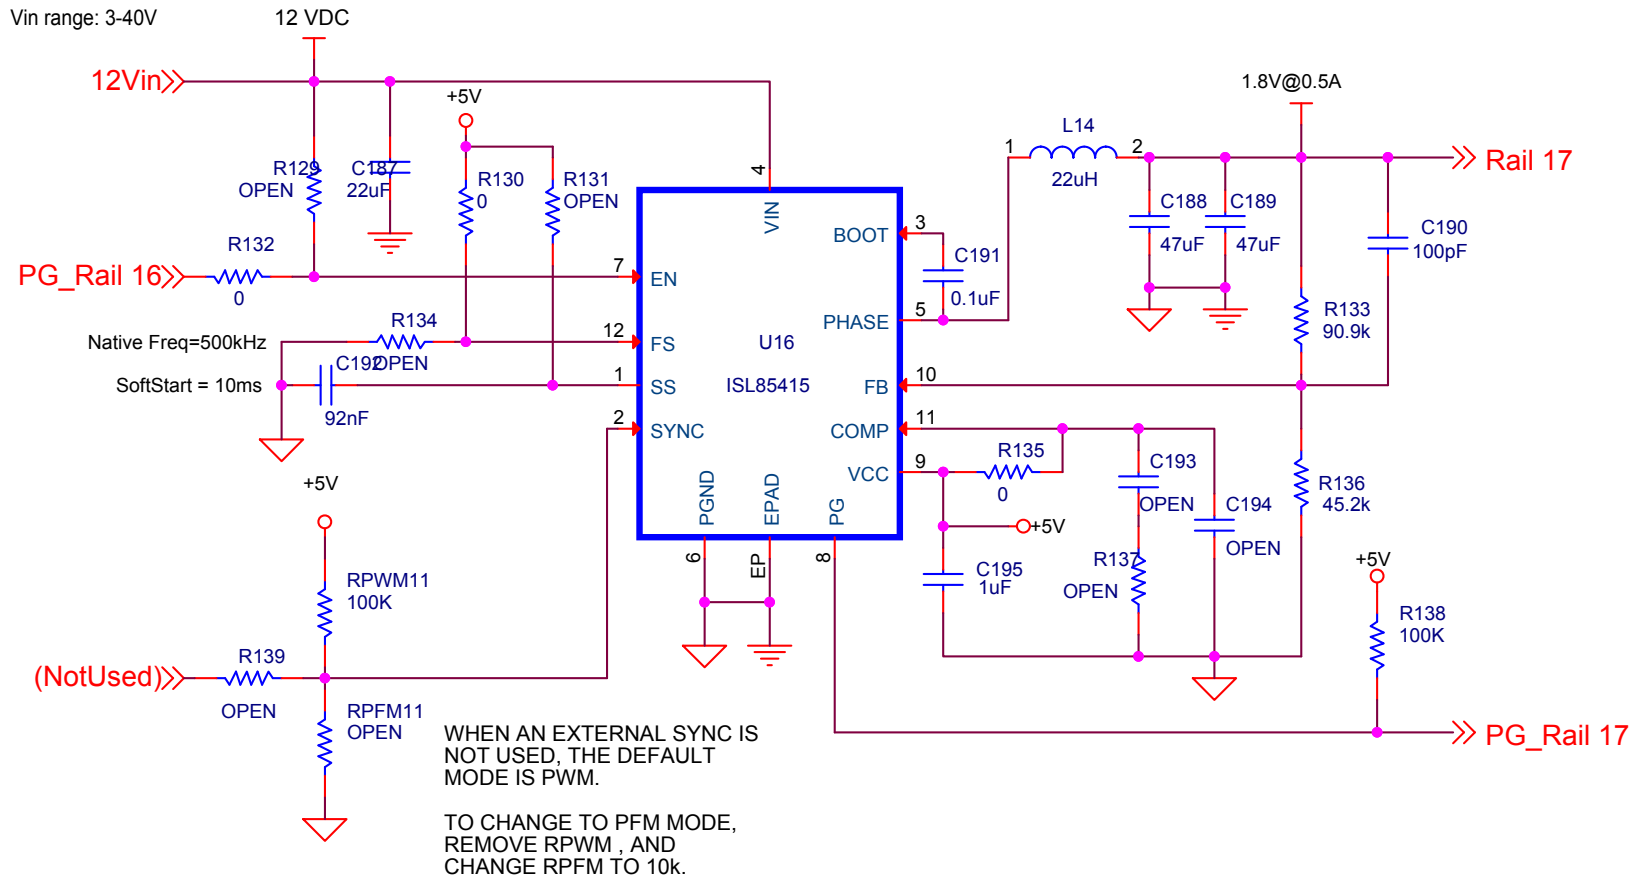 Vin range: 3-40V
12 VDC
12Vin
+5V
1.8V@0.5A
L14
1
2
22uH
Rail 17
R129
OPEN
C187
22uF
R130
0
R131
OPEN
4
VIN
3
BOOT
C188
47uF
C189
47uF
C190
100pF
C191
0.1uF
R132
0
PG_Rail 16
7
EN
5
PHASE
R133
90.9k
Native Freq=500kHz
R134
OPEN
12
FS
U16
SoftStart = 10ms
C192
92nF
1
SS
ISL85415
FB
10
2
SYNC
COMP
11
VCC
9
R135
0
C193
OPEN
C194
OPEN
R136
45.2k
+5V
PGND
EPAD
PG
6
EP
8
+5V
C195
1uF
R137
OPEN
+5V
R138
100K
RPWM11
100K
(NotUsed)
R139
OPEN
RPFM11
OPEN
PG_Rail 17
WHEN AN EXTERNAL SYNC IS
NOT USED, THE DEFAULT
MODE IS PWM.
TO CHANGE TO PFM MODE,
REMOVE RPWM , AND
CHANGE RPFM TO 10k.